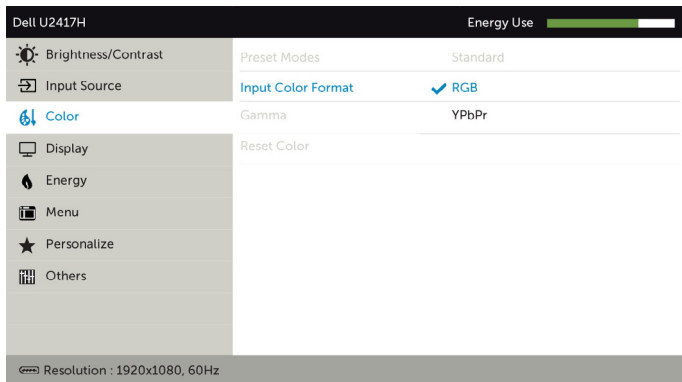 Dell U2417H Energy Use
Brightness/Contrast Preset Modes Standard
Input Source Input Color Format RGB
Color Gamma YPbPr
Display Reset Color
Energy
Menu
Personalize
Others
Resolution : 1920x1080, 60Hz